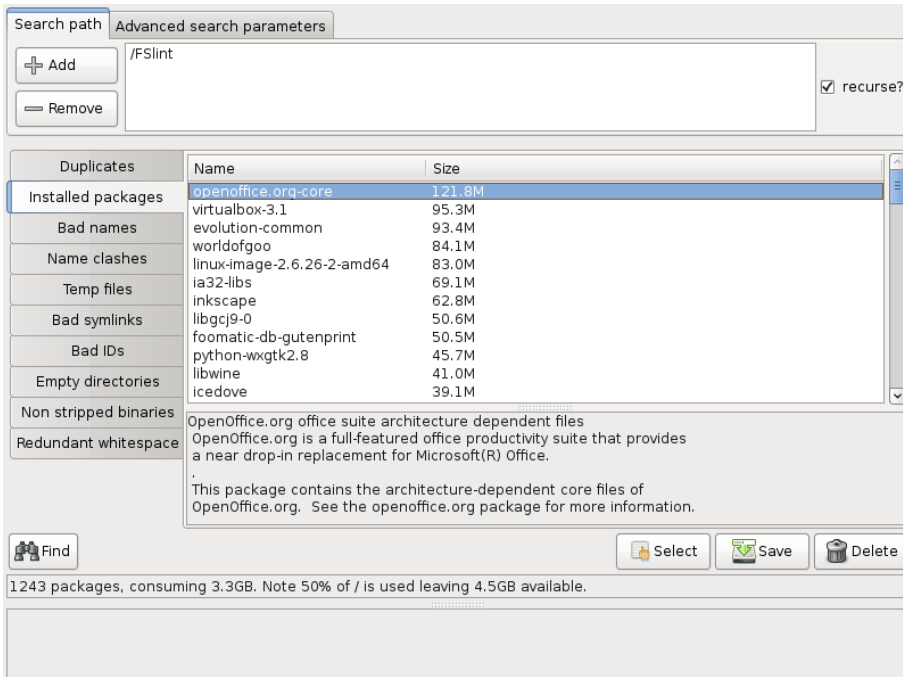 Search path Advanced search parameters
Add
/FSlint
recurse?
Remove
Duplicates
Installed packages
Bad names
Name clashes
Temp files
Bad symlinks
Bad IDs
Empty directories
Non stripped binaries
Redundant whitespace
Name Size
openoffice.org-core 121.8M
virtualbox-3.1 95.3M
evolution-common 93.4M
worldofgoo 84.1M
linux-image-2.6.26-2-amd64 83.0M
ia32-libs 69.1M
inkscape 62.8M
libgcj9-0 50.6M
foomatic-db-gutenprint 50.5M
python-wxgtk2.8 45.7M
libwine 41.0M
icedove 39.1M
OpenOffice.org office suite architecture dependent files
OpenOffice.org is a full-featured office productivity suite that provides
a near drop-in replacement for Microsoft(R) Office.
.
This package contains the architecture-dependent core files of
OpenOffice.org. See the openoffice.org package for more information.
Find Select Save Delete
1243 packages, consuming 3.3GB. Note 50% of / is used leaving 4.5GB available.